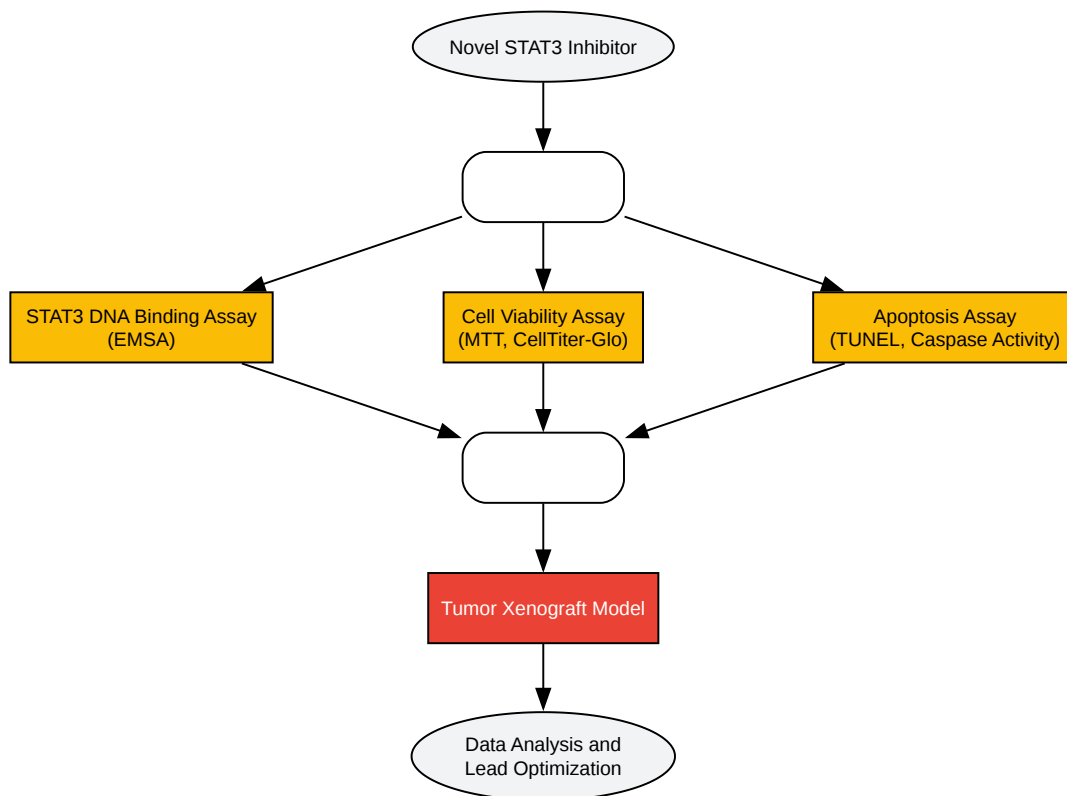 Novel STAT3 Inhibitor
STAT3 DNA Binding Assay
(EMSA)
Cell Viability Assay
(MTT, CellTiter-Glo)
Apoptosis Assay
(TUNEL, Caspase Activity)
Tumor Xenograft Model
Data Analysis and
Lead Optimization